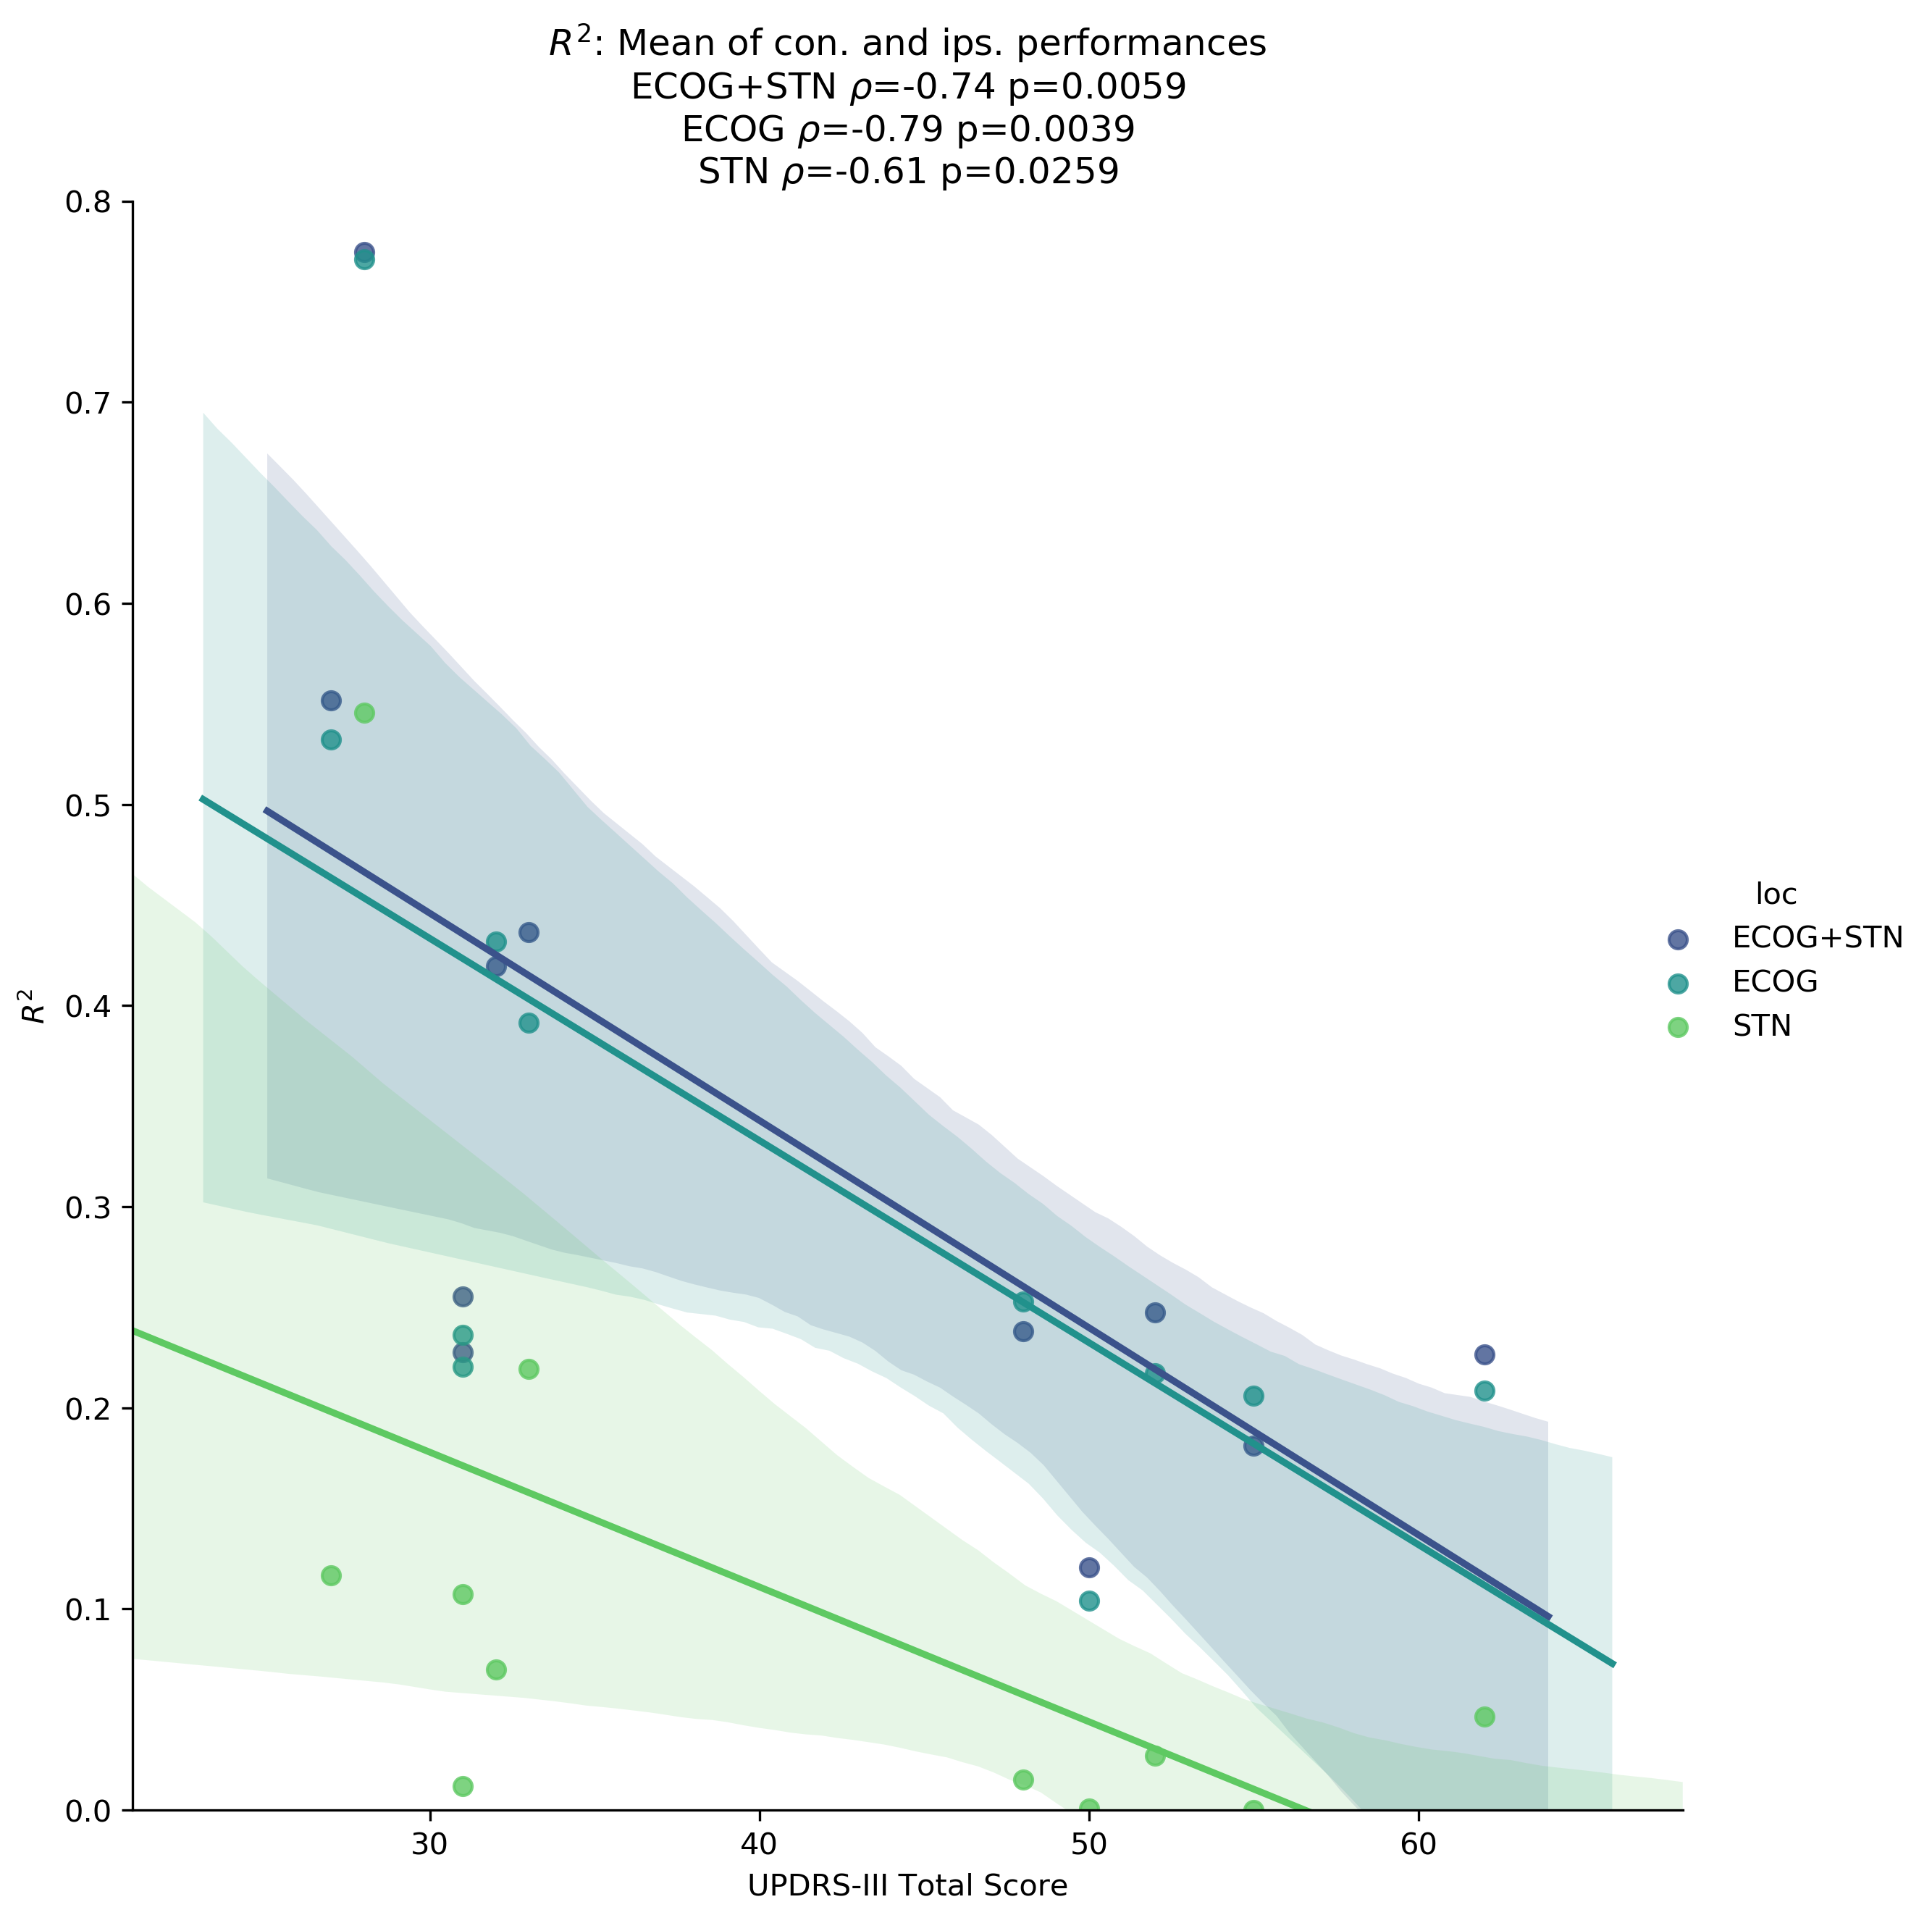 R²: Mean of con. and ips. performances
ECOG+STN ρ=-0.74 p=0.0059
ECOG ρ=-0.79 p=0.0039
STN ρ=-0.61 p=0.0259
0.8
0.7
0.6
0.5
0.4
0.3
0.2
0.1
0.0
R²
30 40 50 60
UPDRS-III Total Score
loc
ECOG+STN
ECOG
STN